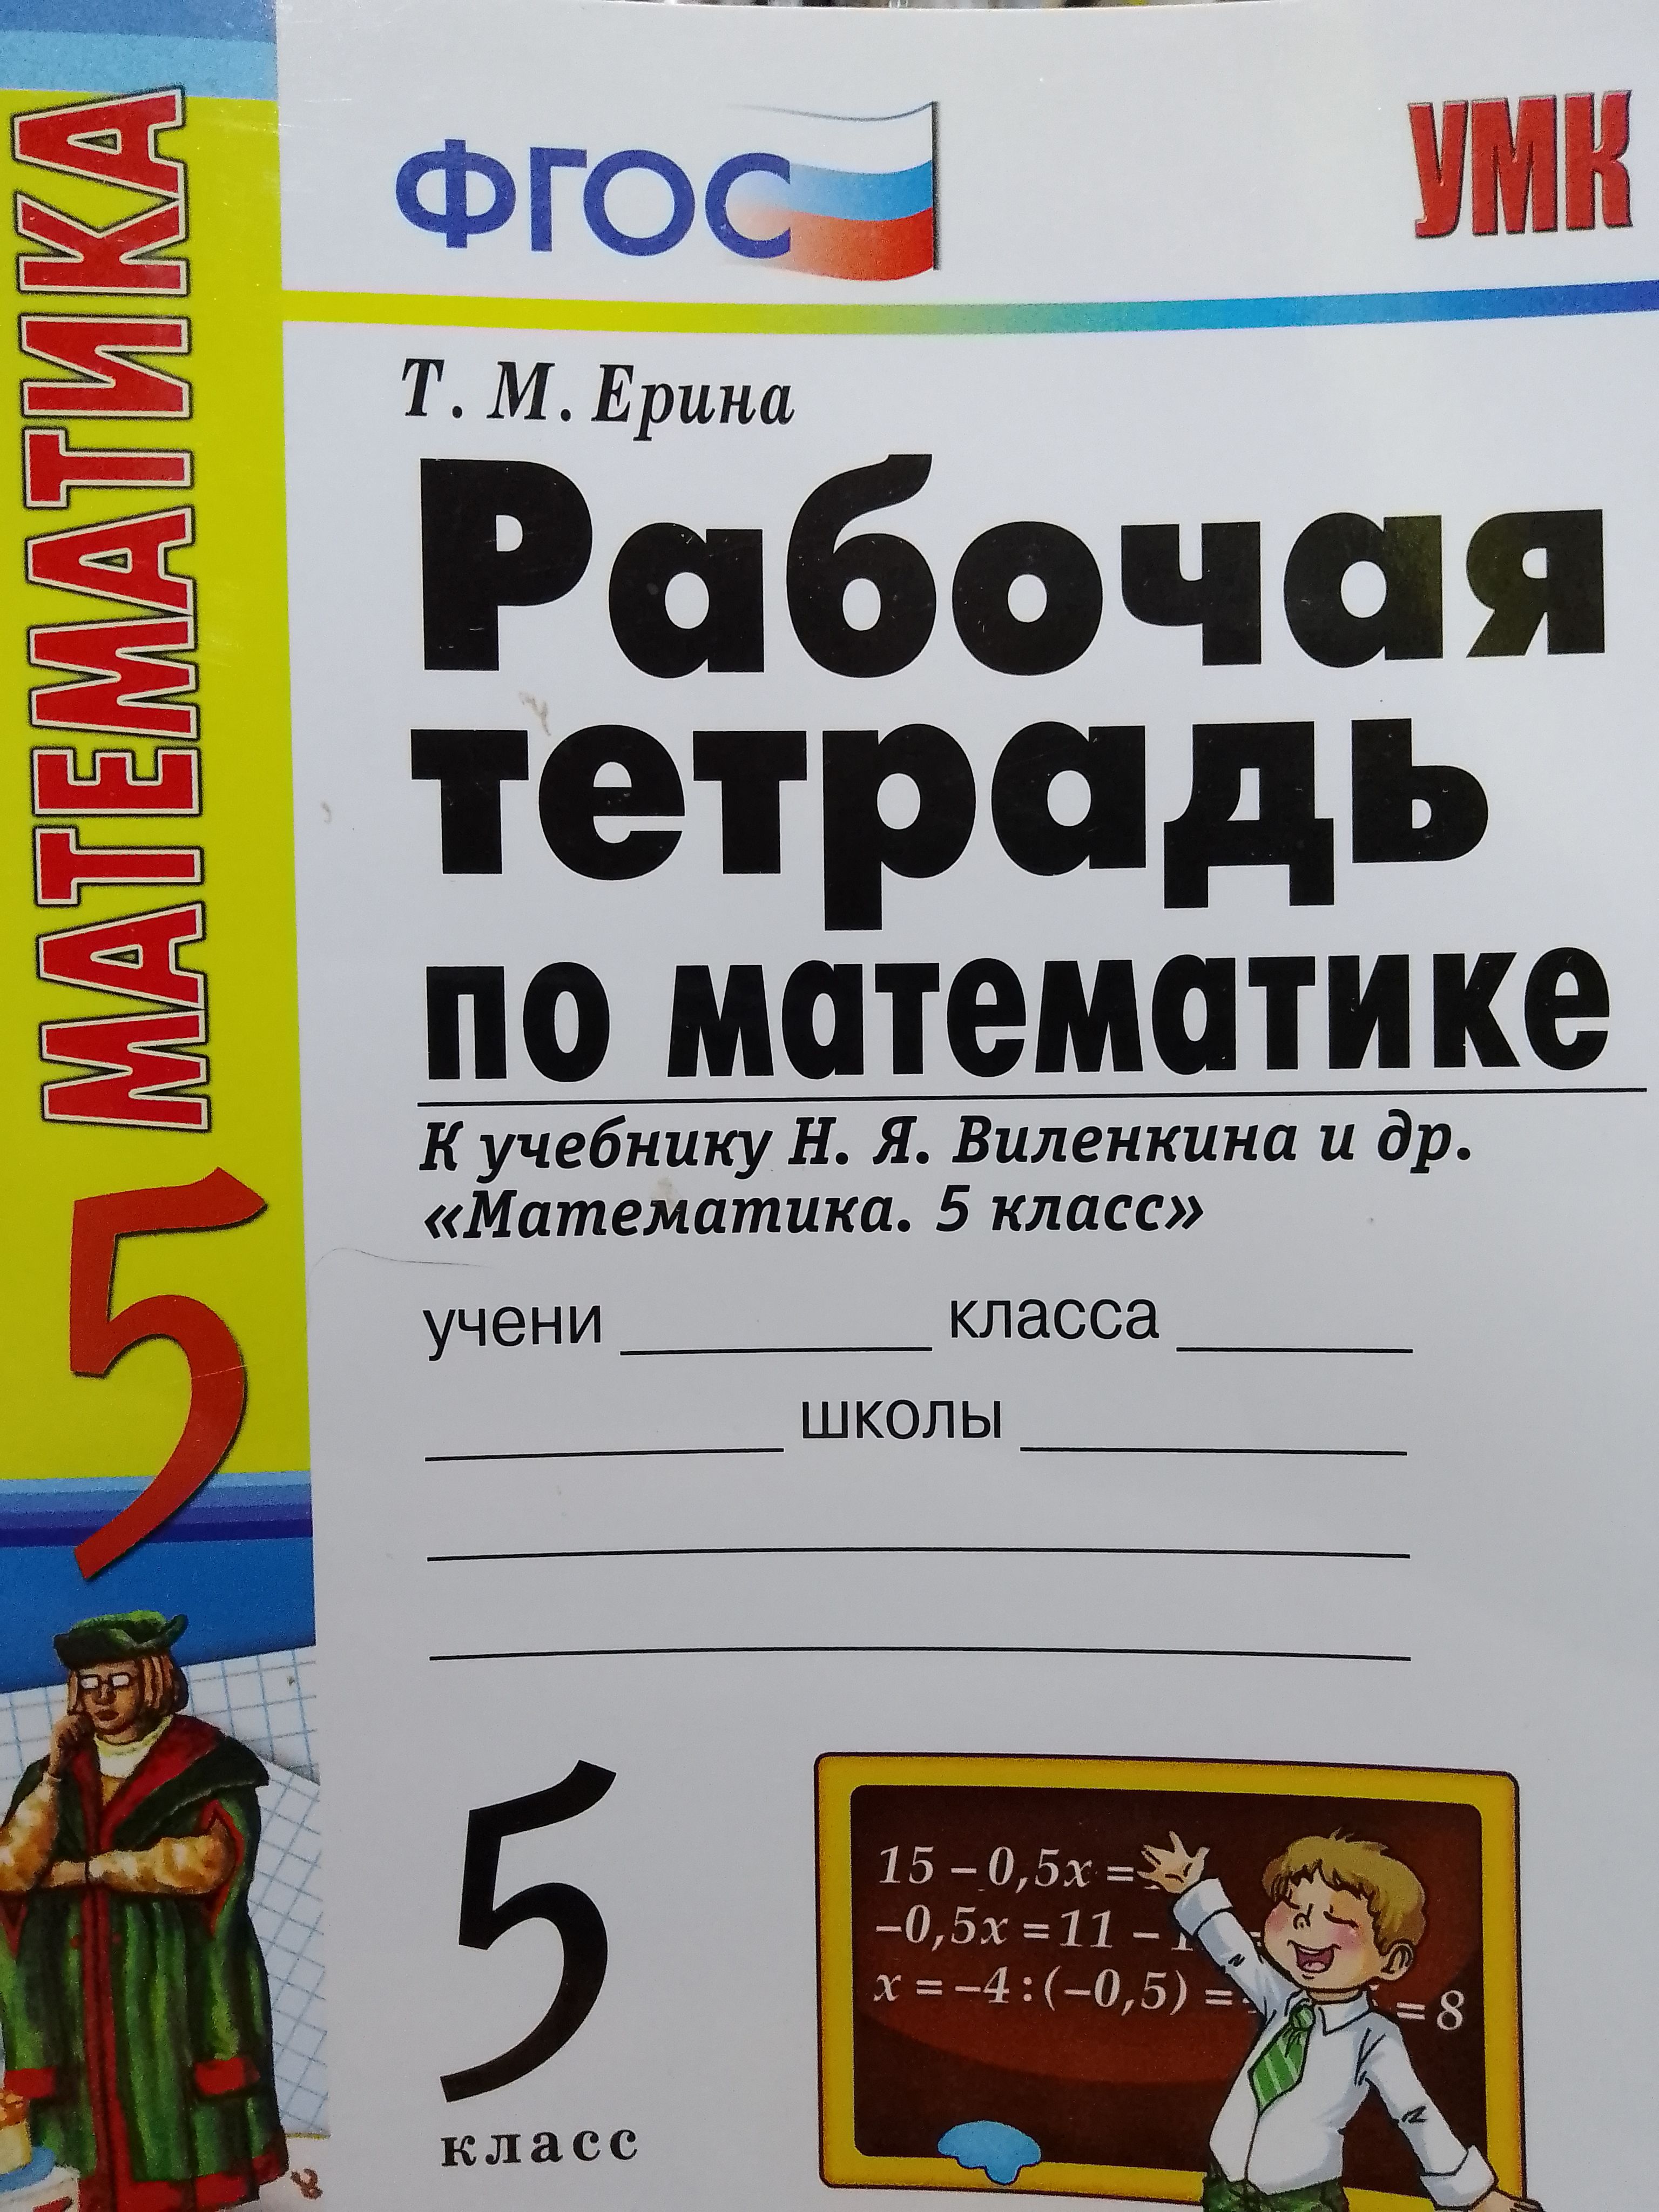 МАТЕМАТИКА
5
ФГОС
УМК
Т. М. Ерина
Рабочая
тетрадь
по математике
К учебнику Н. Я. Виленкина и др.
«Математика. 5 класс»
учени класса
школы
5
класс
15 – 0,5x =
–0,5x = 11 – 1
x = –4 : (–0,5) =
= 8